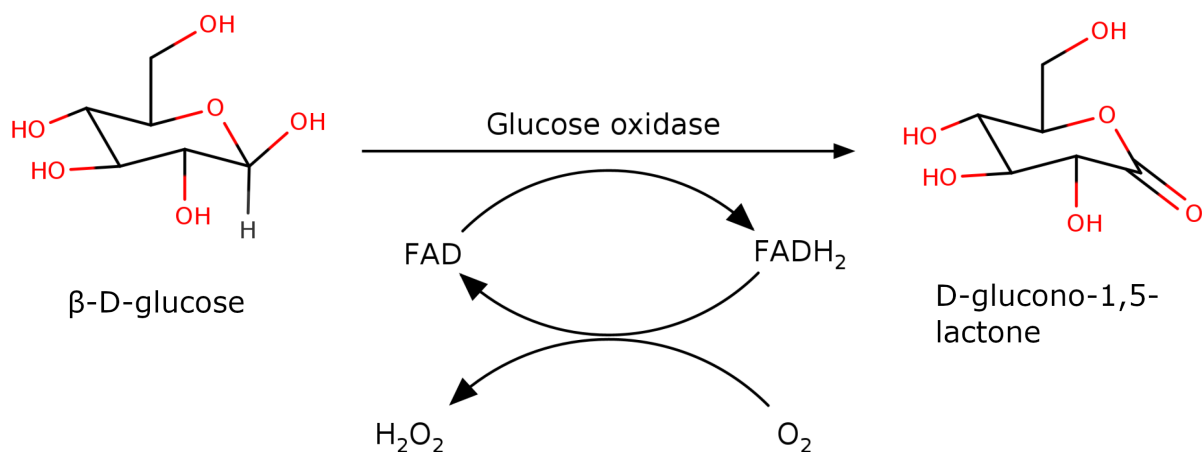 OH
O
OH
HO
HO
OH
H
β-D-glucose
Glucose oxidase
FAD
FADH₂
H₂O₂
O₂
OH
O
HO
HO
OH
O
D-glucono-1,5-
lactone